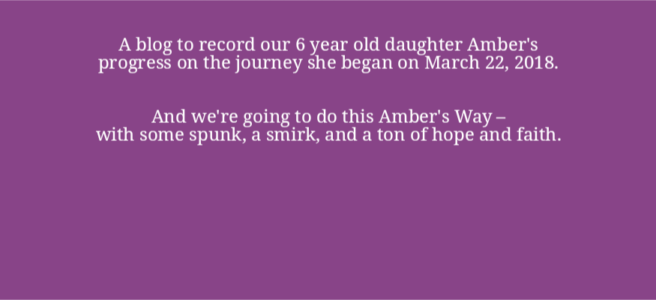 A blog to record our 6 year old daughter Amber's
progress on the journey she began on March 22, 2018.
And we're going to do this Amber's Way –
with some spunk, a smirk, and a ton of hope and faith.